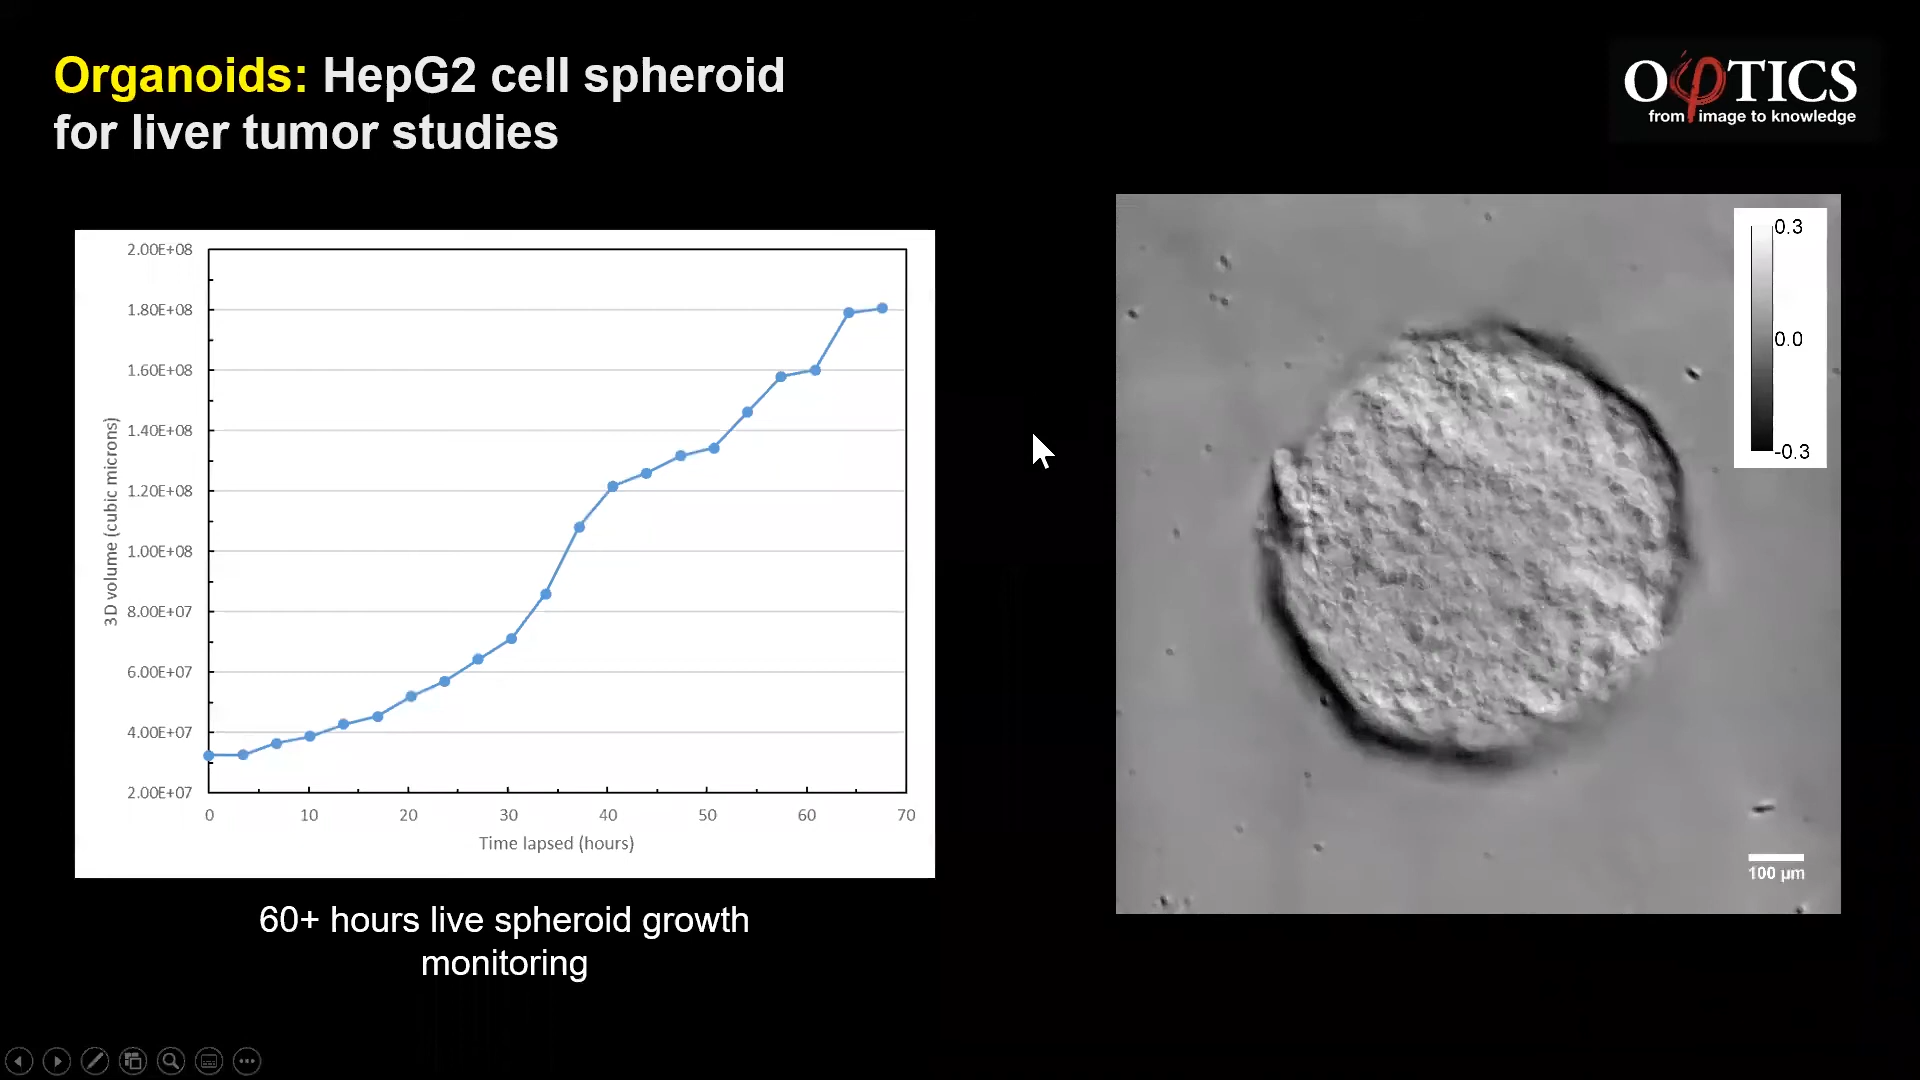 Organoids: HepG2 cell spheroid
for liver tumor studies
OφTICS
from image to knowledge
3D volume (cubic microns)
2.00E+08
1.80E+08
1.60E+08
1.40E+08
1.20E+08
1.00E+08
8.00E+07
6.00E+07
4.00E+07
2.00E+07
0 10 20 30 40 50 60 70
Time lapsed (hours)
60+ hours live spheroid growth
monitoring
0.3
0.0
-0.3
100 µm